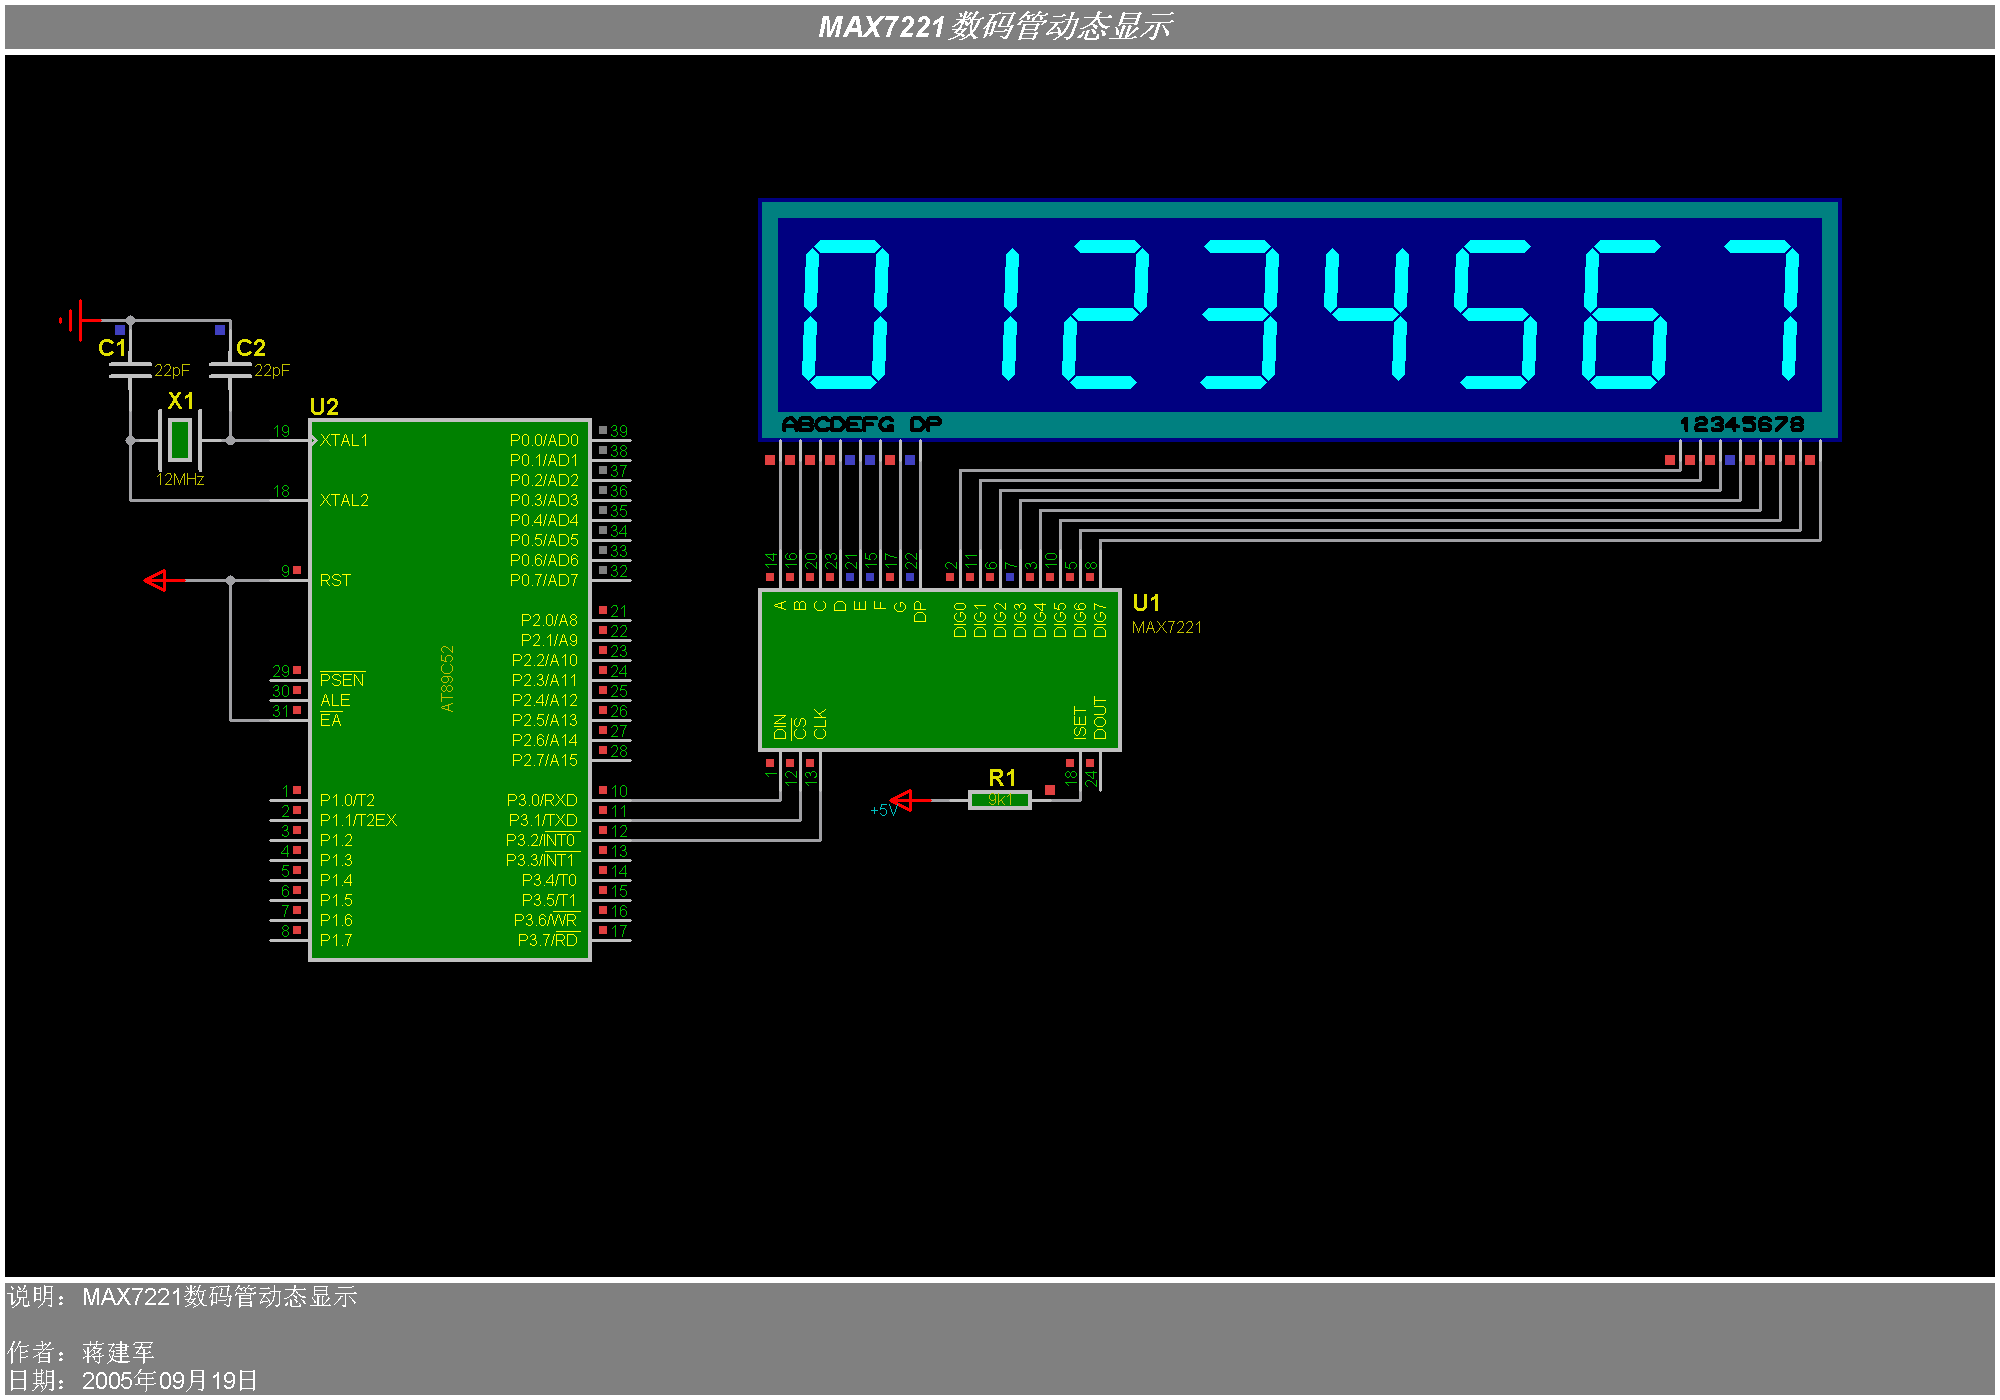 MAX7221数码管动态显示
ABCDEFG DP
12345678
C1
22pF
C2
22pF
X1
12MHz
U2
19
XTAL1
18
XTAL2
9
RST
29
PSEN
30
ALE
31
EA
1
P1.0/T2
2
P1.1/T2EX
3
P1.2
4
P1.3
5
P1.4
6
P1.5
7
P1.6
8
P1.7
AT89C52
P0.0/AD0
39
P0.1/AD1
38
P0.2/AD2
37
P0.3/AD3
36
P0.4/AD4
35
P0.5/AD5
34
P0.6/AD6
33
P0.7/AD7
32
P2.0/A8
21
P2.1/A9
22
P2.2/A10
23
P2.3/A11
24
P2.4/A12
25
P2.5/A13
26
P2.6/A14
27
P2.7/A15
28
P3.0/RXD
10
P3.1/TXD
11
P3.2/INT0
12
P3.3/INT1
13
P3.4/T0
14
P3.5/T1
15
P3.6/WR
16
P3.7/RD
17
01234567
14
16
20
23
21
15
17
22
2
11
6
7
3
10
5
8
A
B
C
D
E
F
G
DP
DIG0
DIG1
DIG2
DIG3
DIG4
DIG5
DIG6
DIG7
U1
MAX7221
DIN
CS
CLK
ISET
DOUT
1
12
13
18
24
R1
9k1
+5V
说明：MAX7221数码管动态显示
作者：蒋建军
日期：2005年09月19日